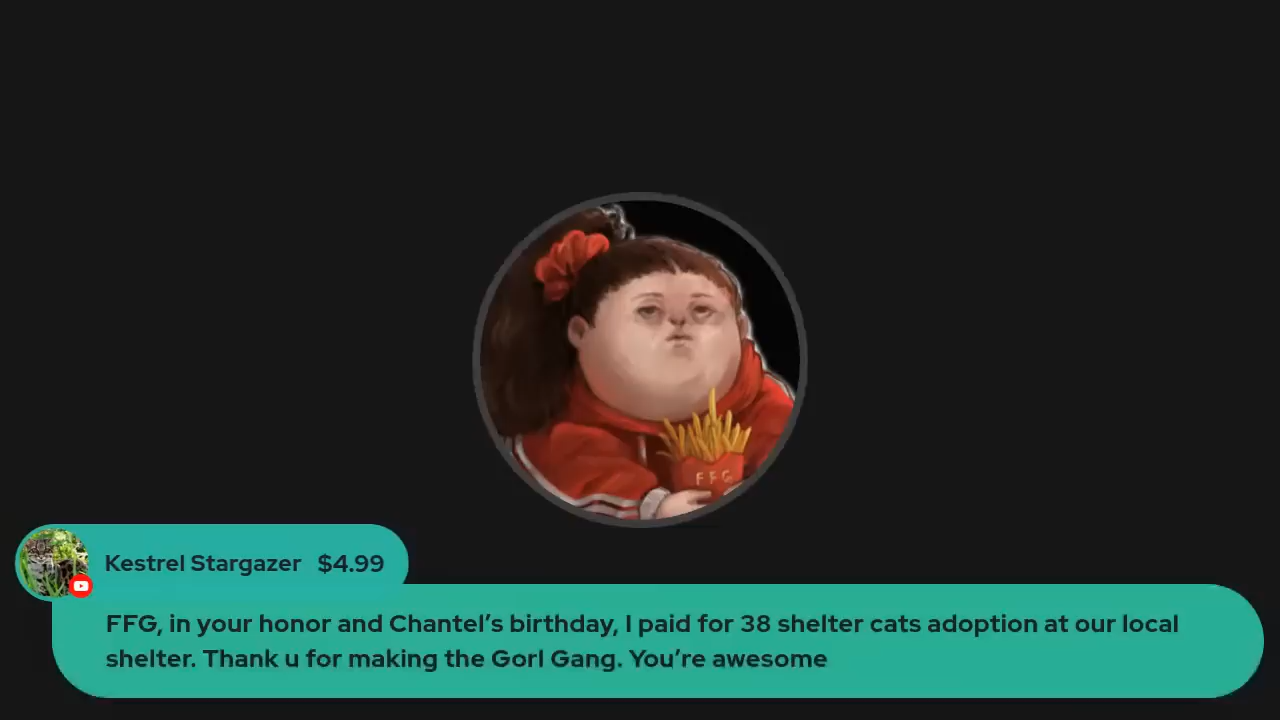 FFG
Kestrel Stargazer $4.99
FFG, in your honor and Chantel’s birthday, I paid for 38 shelter cats adoption at our local
shelter. Thank u for making the Gorl Gang. You’re awesome